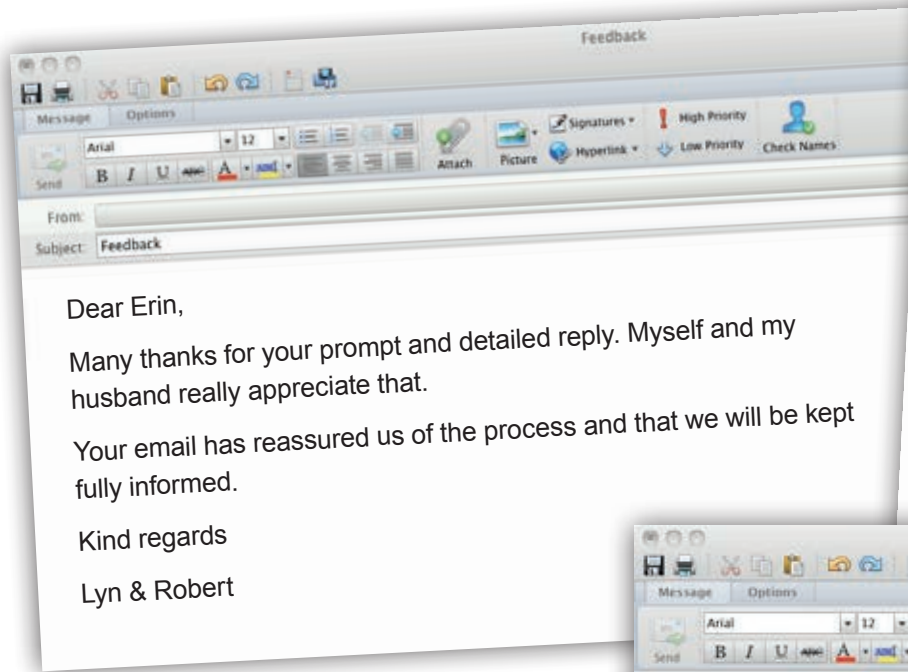 Feedback
Message Options
Arial 12
Signatures High Priority
Send B I U ABC A Attach Picture Hyperlink Low Priority Check Names
From:
Subject: Feedback
Dear Erin,
Many thanks for your prompt and detailed reply. Myself and my
husband really appreciate that.
Your email has reassured us of the process and that we will be kept
fully informed.
Kind regards
Lyn & Robert
Message Options
Arial 12
Send B I U ABC A